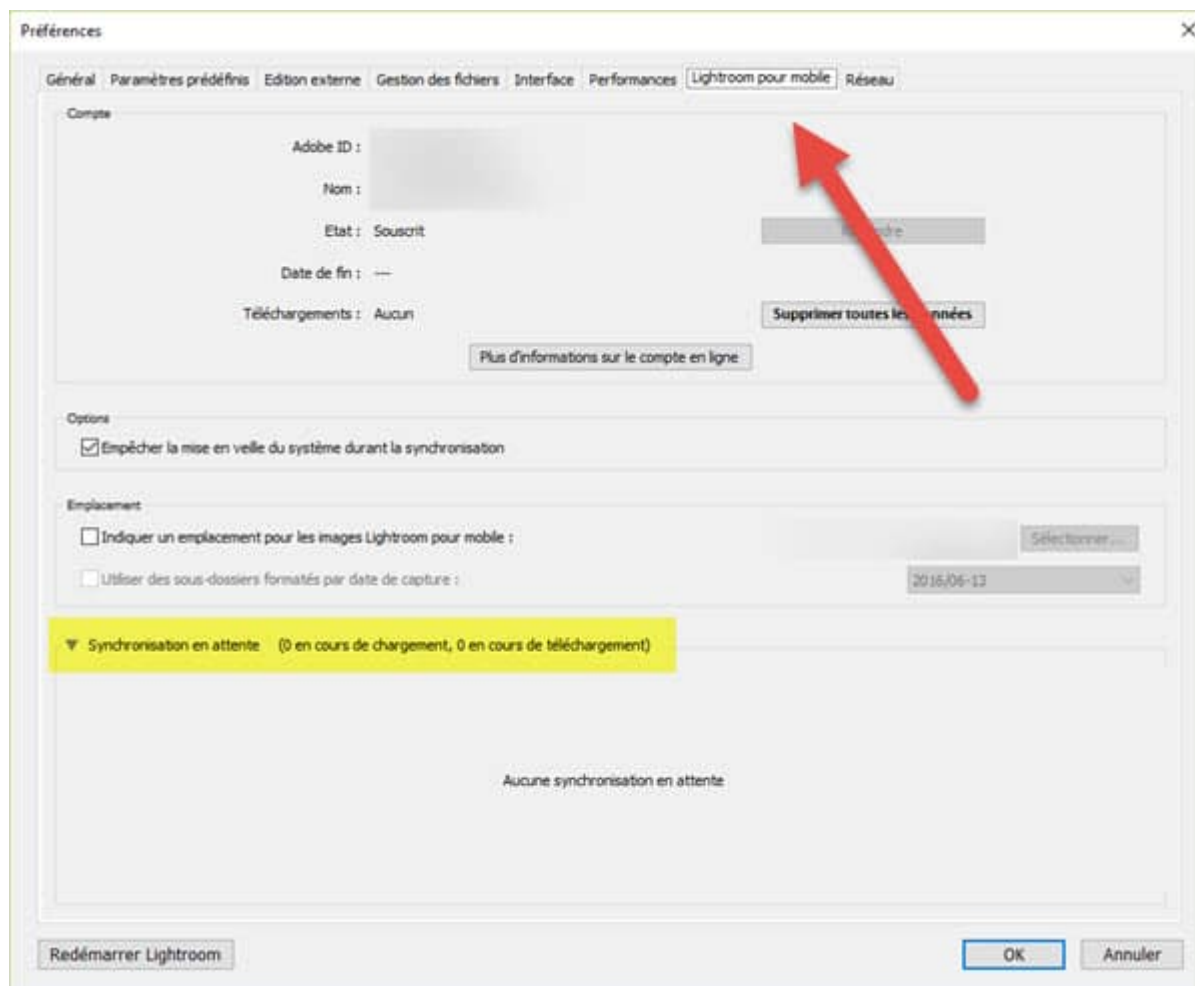 Préférences
Général Paramètres prédéfinis Edition externe Gestion des fichiers Interface Performances Lightroom pour mobile Réseau
Compte
Adobe ID :
Nom :
Etat : Souscrit
Date de fin : ---
Téléchargements : Aucun Supprimer toutes les données
Plus d'informations sur le compte en ligne
Options
Empêcher la mise en veille du système durant la synchronisation
Emplacement
Indiquer un emplacement pour les images Lightroom pour mobile : Sélectionner...
Utiliser des sous-dossiers formatés par date de capture : 2016/06-13
Synchronisation en attente (0 en cours de chargement, 0 en cours de téléchargement)
Aucune synchronisation en attente
Redémarrer Lightroom OK Annuler